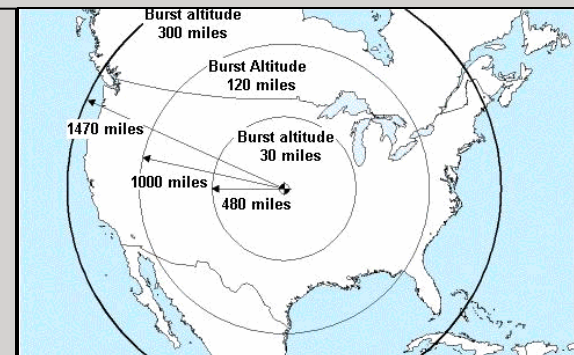 Burst altitude
300 miles
Burst Altitude
120 miles
1470 miles
Burst altitude
30 miles
1000 miles
480 miles